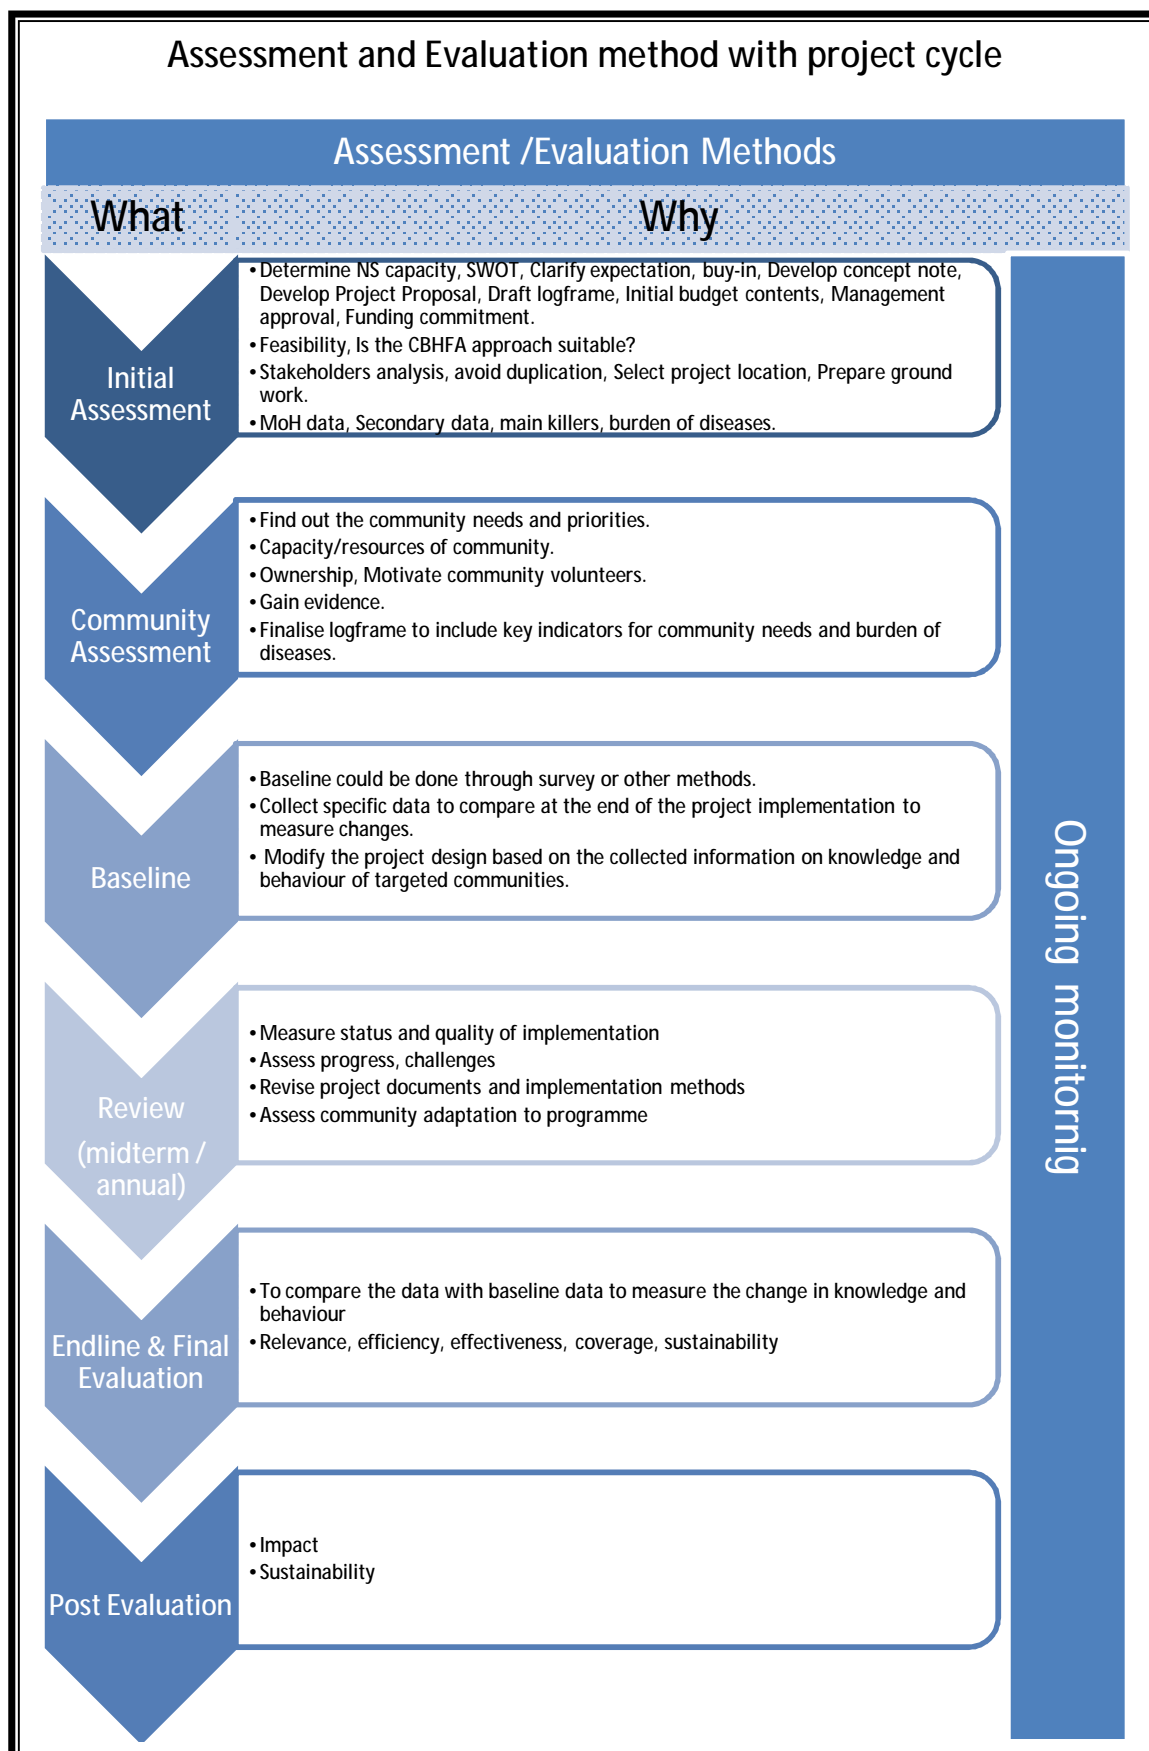 Assessment and Evaluation method with project cycle
Assessment /Evaluation Methods
What
Why
Initial
Assessment
•Determine NS capacity, SWOT, Clarify expectation, buy-in, Develop concept note,
Develop Project Proposal, Draft logframe, Initial budget contents, Management
approval, Funding commitment.
•Feasibility, Is the CBHFA approach suitable?
•Stakeholders analysis, avoid duplication, Select project location, Prepare ground
work.
•MoH data, Secondary data, main killers, burden of diseases.
Community
Assessment
•Find out the community needs and priorities.
•Capacity/resources of community.
•Ownership, Motivate community volunteers.
•Gain evidence.
•Finalise logframe to include key indicators for community needs and burden of
diseases.
Baseline
•Baseline could be done through survey or other methods.
•Collect specific data to compare at the end of the project implementation to
measure changes.
• Modify the project design based on the collected information on knowledge and
behaviour of targeted communities.
Review
(midterm /
annual)
•Measure status and quality of implementation
•Assess progress, challenges
•Revise project documents and implementation methods
•Assess community adaptation to programme
Endline & Final
Evaluation
•To compare the data with baseline data to measure the change in knowledge and
behaviour
•Relevance, efficiency, effectiveness, coverage, sustainability
Post Evaluation
•Impact
•Sustainability
Ongoing monitornig